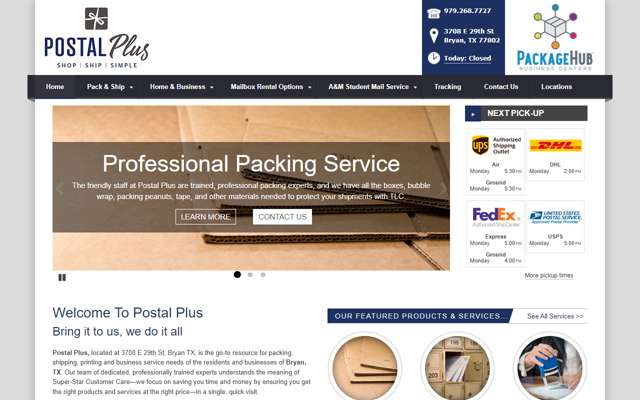 POSTAL Plus
SHOP | SHIP | SIMPLE
979.268.7727
3708 E 29th St
Bryan, TX 77802
Today: Closed
PACKAGEHUB
BUSINESS CENTERS
Home
Pack & Ship
Home & Business
Mailbox Rental Options
A&M Student Mail Service
Tracking
Contact Us
Locations
Professional Packing Service
The friendly staff at Postal Plus are trained, professional packing experts, and we have all the boxes, bubble
wrap, packing peanuts, tape, and other materials needed to protect your shipments with TLC.
LEARN MORE
CONTACT US
NEXT PICK-UP
ups Authorized
Shipping
Outlet
Air
Monday 5:30 PM
Ground
Monday 5:30 PM
DHL
DHL
Monday 2:00 PM
FedEx
Authorized ShipCenter
Express
Monday 5:00 PM
Ground
Monday 4:00 PM
UNITED STATES
POSTAL SERVICE
Approved Postal Provider
USPS
Monday 5:00 PM
More pickup times
Welcome To Postal Plus
Bring it to us, we do it all
Postal Plus, located at 3708 E 29th St, Bryan TX, is the go-to resource for packing,
shipping, printing and business service needs of the residents and businesses of Bryan,
TX. Our team of dedicated, professionally trained experts understands the meaning of
Super-Star Customer Care—we focus on saving you time and money by ensuring you get
the right products and services at the right price—in a single, quick visit.
OUR FEATURED PRODUCTS & SERVICES...
See All Services >>